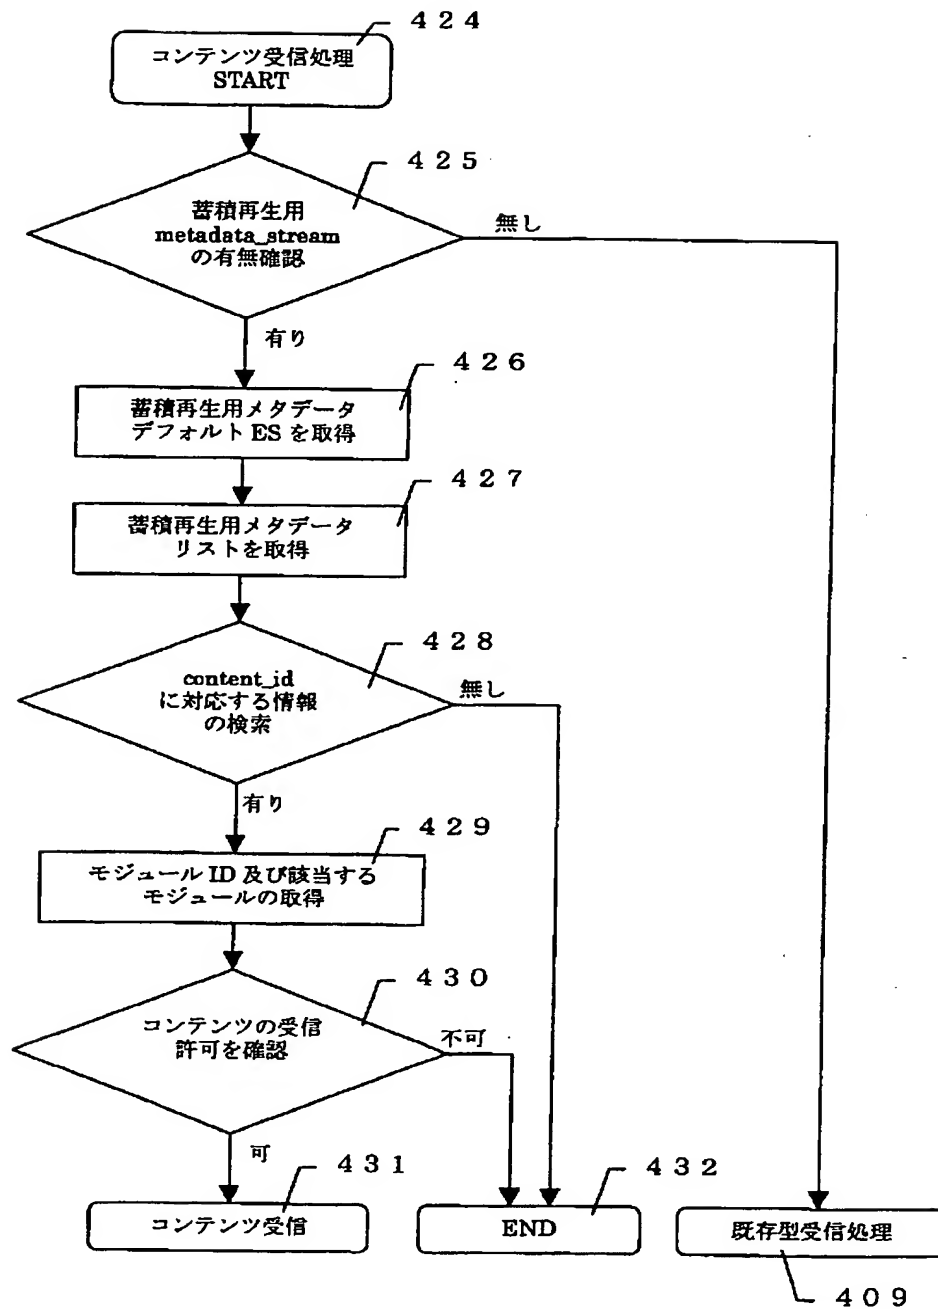 424
コンテンツ受信処理
START
425
蓄積再生用
metadata_stream
の有無確認
無し
有り
426
蓄積再生用メタデータ
デフォルト ES を取得
427
蓄積再生用メタデータ
リストを取得
428
content_id
に対応する情報
の検索
無し
有り
429
モジュール ID 及び該当する
モジュールの取得
430
コンテンツの受信
許可を確認
不可
可
431
コンテンツ受信
432
END
既存型受信処理
409